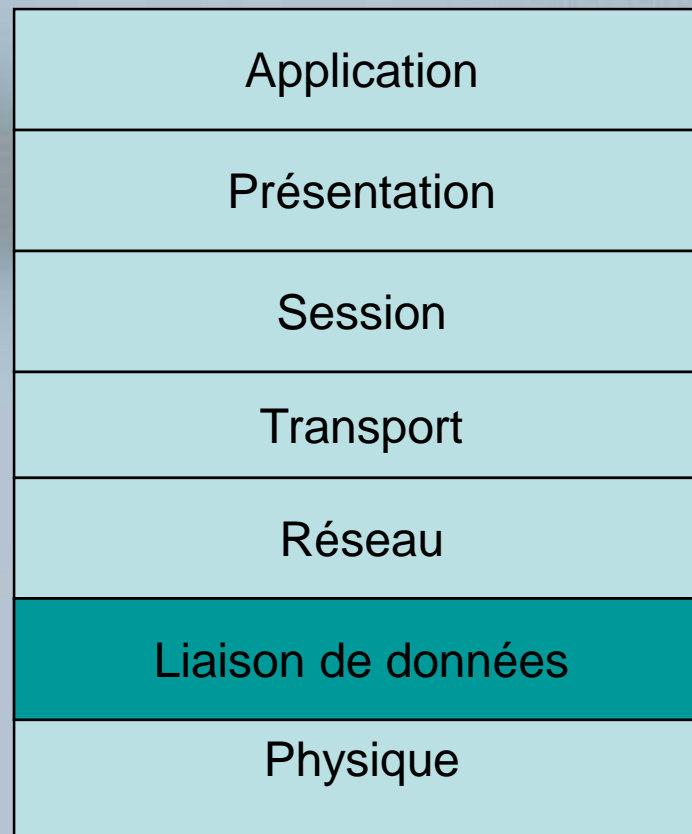 Application
Présentation
Session
Transport
Réseau
Liaison de données
Physique